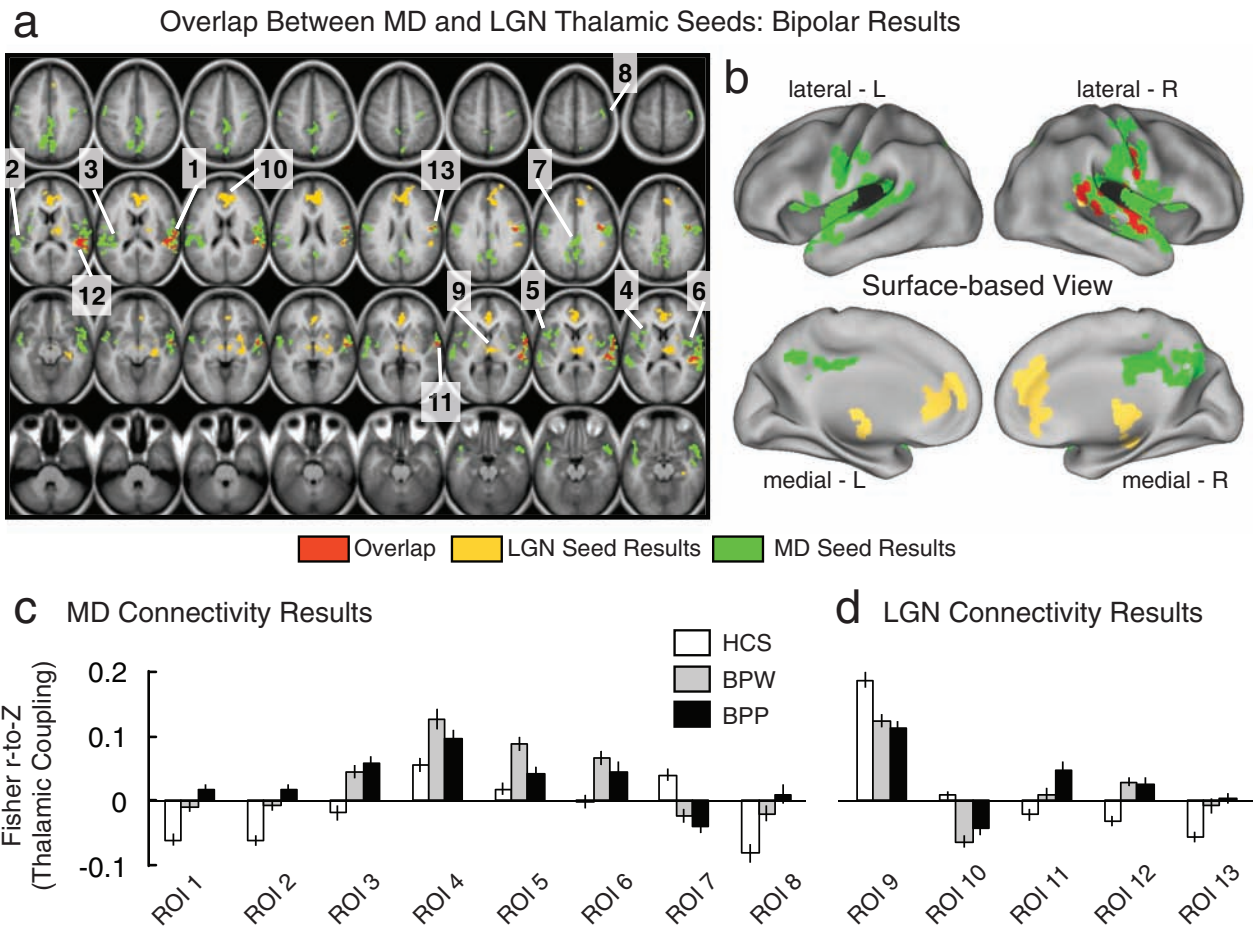 a
Overlap Between MD and LGN Thalamic Seeds: Bipolar Results
8
2 3 1 10 13 7
12 9 5 4 6
11
b
lateral - L lateral - R
Surface-based View
medial - L medial - R
Overlap LGN Seed Results MD Seed Results
c MD Connectivity Results
HCS
BPW
BPP
Fisher r-to-Z
(Thalamic Coupling)
0.2
0.1
0
-0.1
ROI 1 ROI 2 ROI 3 ROI 4 ROI 5 ROI 6 ROI 7 ROI 8
d LGN Connectivity Results
ROI 9 ROI 10 ROI 11 ROI 12 ROI 13